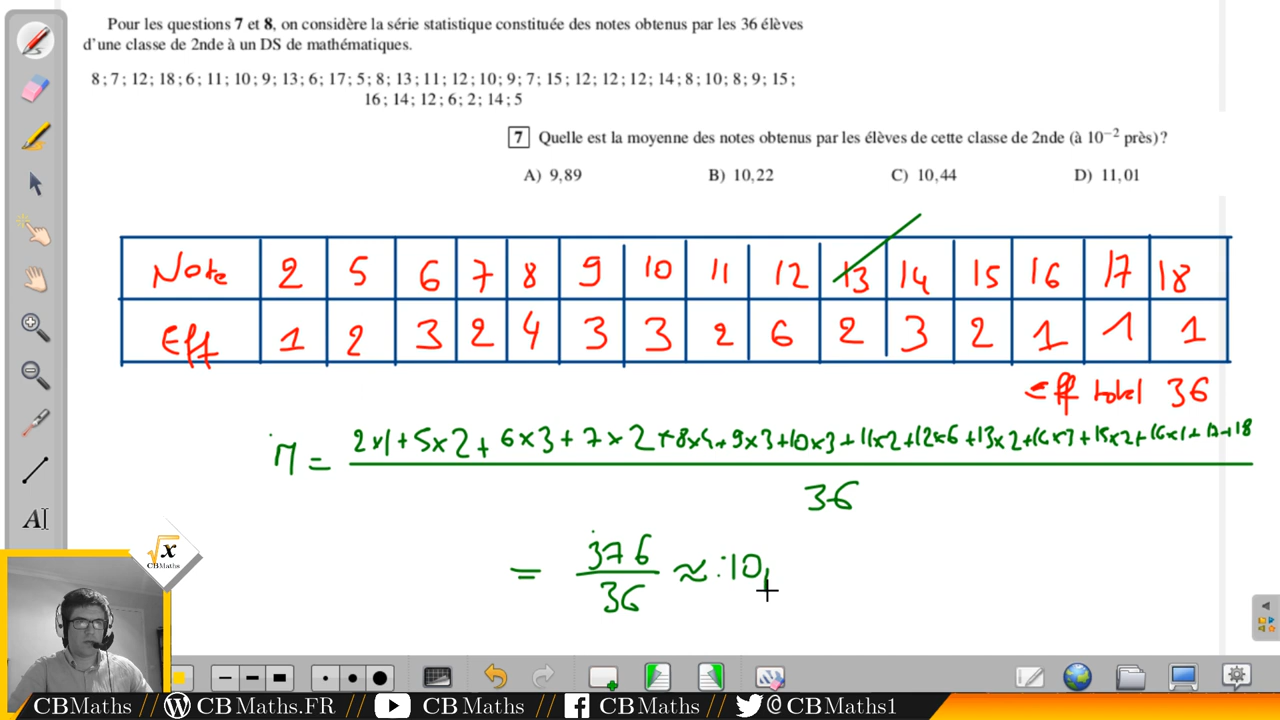 Pour les questions 7 et 8, on considère la série statistique constituée des notes obtenus par les 36 élèves
d'une classe de 2nde à un DS de mathématiques.
8 ; 7 ; 12 ; 18 ; 6 ; 11 ; 10 ; 9 ; 13 ; 6 ; 17 ; 5 ; 8 ; 13 ; 11 ; 12 ; 10 ; 9 ; 7 ; 15 ; 12 ; 12 ; 12 ; 14 ; 8 ; 10 ; 8 ; 9 ; 15 ;
16 ; 14 ; 12 ; 6 ; 2 ; 14 ; 5
7 Quelle est la moyenne des notes obtenus par les élèves de cette classe de 2nde (à 10⁻² près) ?
A) 9,89 B) 10,22 C) 10,44 D) 11,01
Note 2 5 6 7 8 9 10 11 12 13 14 15 16 17 18
Eff 1 2 3 2 4 3 3 2 6 2 3 2 1 1 1
Eff total 36
M = 2×1+5×2+6×3+7×2+8×4+9×3+10×3+11×2+12×6+13×2+14×3+15×2+16×1+17+18
36
= 376 ≈ 10,
36
AI
√x
CBMaths
CBMaths CBMaths.FR CBMaths CBMaths @CBMaths1